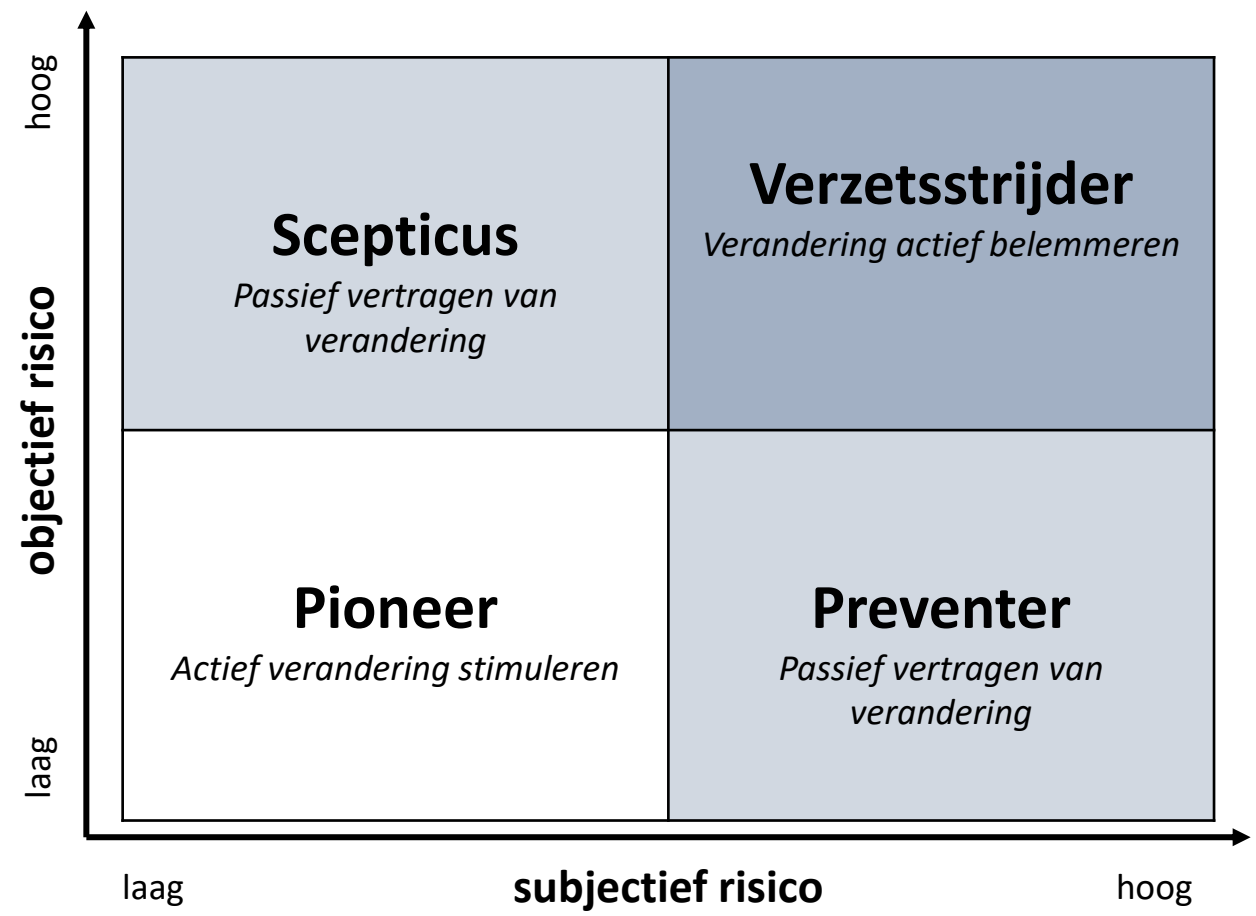 hoog
Scepticus
Passief vertragen van
verandering
Verzetsstrijder
Verandering actief belemmeren
objectief risico
Pioneer
Actief verandering stimuleren
Preventer
Passief vertragen van
verandering
laag
laag
subjectief risico
hoog